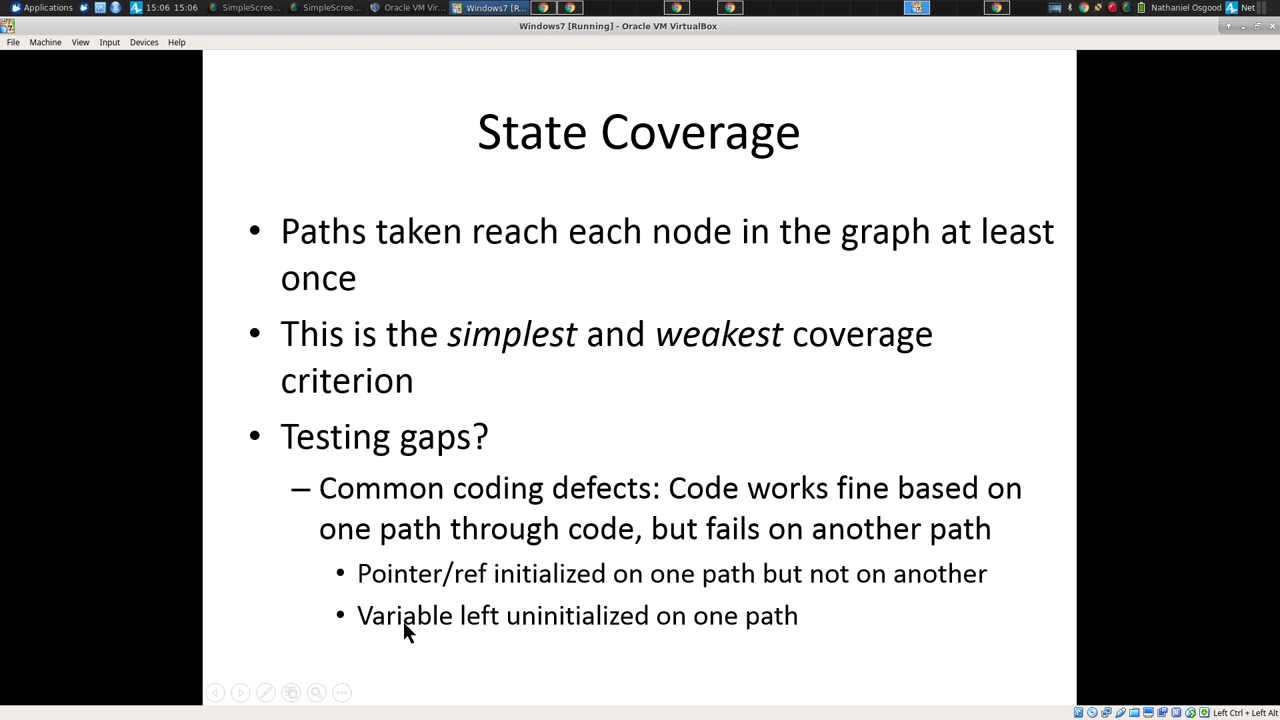 Applications
15:06 15:06
SimpleScree...
SimpleScree...
Oracle VM Vir...
Windows7 [R...
Nathaniel Osgood
Net
Windows7 [Running] - Oracle VM VirtualBox
File Machine View Input Devices Help
State Coverage
• Paths taken reach each node in the graph at least
once
• This is the simplest and weakest coverage
criterion
• Testing gaps?
– Common coding defects: Code works fine based on
one path through code, but fails on another path
• Pointer/ref initialized on one path but not on another
• Variable left uninitialized on one path
Left Ctrl + Left Alt